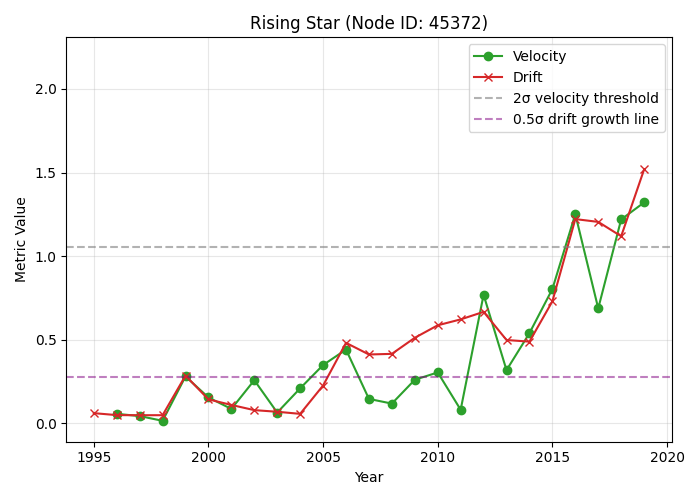 Rising Star (Node ID: 45372)
Velocity
Drift
2σ velocity threshold
0.5σ drift growth line
Metric Value
2.0
1.5
1.0
0.5
0.0
1995 2000 2005 2010 2015 2020
Year